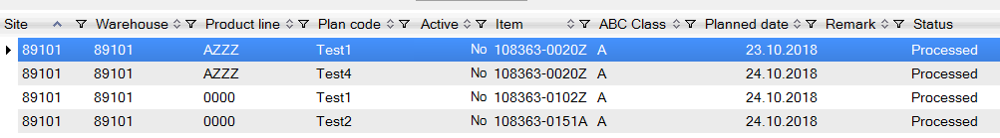 Site Warehouse Product line Plan code Active Item ABC Class Planned date Remark Status
89101 89101 AZZZ Test1 No 108363-0020Z A 23.10.2018 Processed
89101 89101 AZZZ Test4 No 108363-0020Z A 24.10.2018 Processed
89101 89101 0000 Test1 No 108363-0102Z A 24.10.2018 Processed
89101 89101 0000 Test2 No 108363-0151A A 24.10.2018 Processed